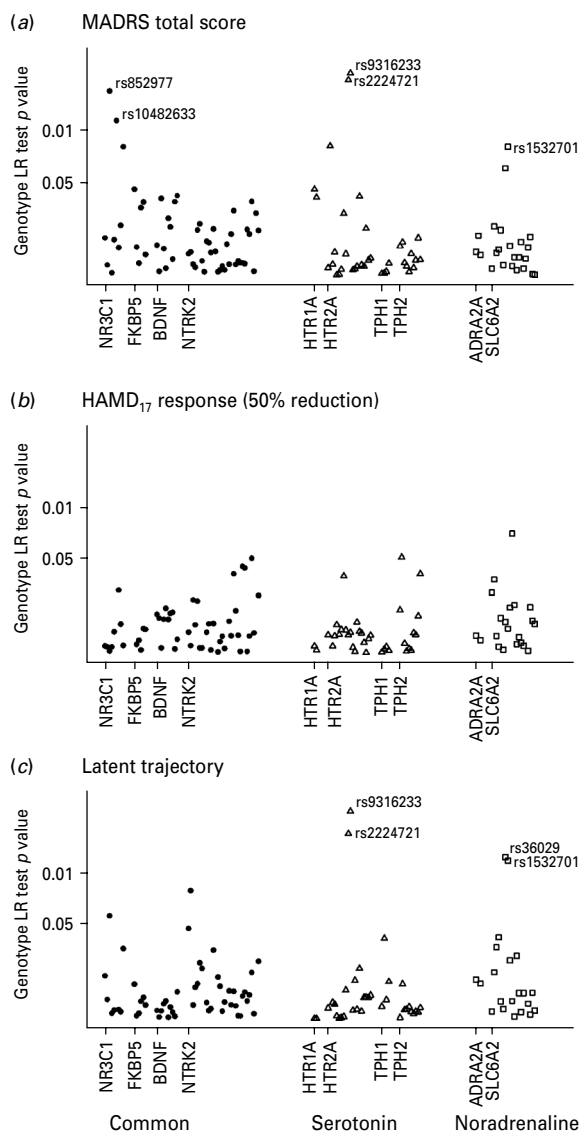 (a) MADRS total score
Genotype LR test p value
0.01
0.05
rs852977
rs10482633
rs9316233
rs2224721
rs1532701
NR3C1
FKBP5
BDNF
NTRK2
HTR1A
HTR2A
TPH1
TPH2
ADRA2A
SLC6A2
(b) HAMD17 response (50% reduction)
Genotype LR test p value
0.01
0.05
NR3C1
FKBP5
BDNF
NTRK2
HTR1A
HTR2A
TPH1
TPH2
ADRA2A
SLC6A2
(c) Latent trajectory
Genotype LR test p value
0.01
0.05
rs9316233
rs2224721
rs36029
rs1532701
NR3C1
FKBP5
BDNF
NTRK2
HTR1A
HTR2A
TPH1
TPH2
ADRA2A
SLC6A2
Common
Serotonin
Noradrenaline